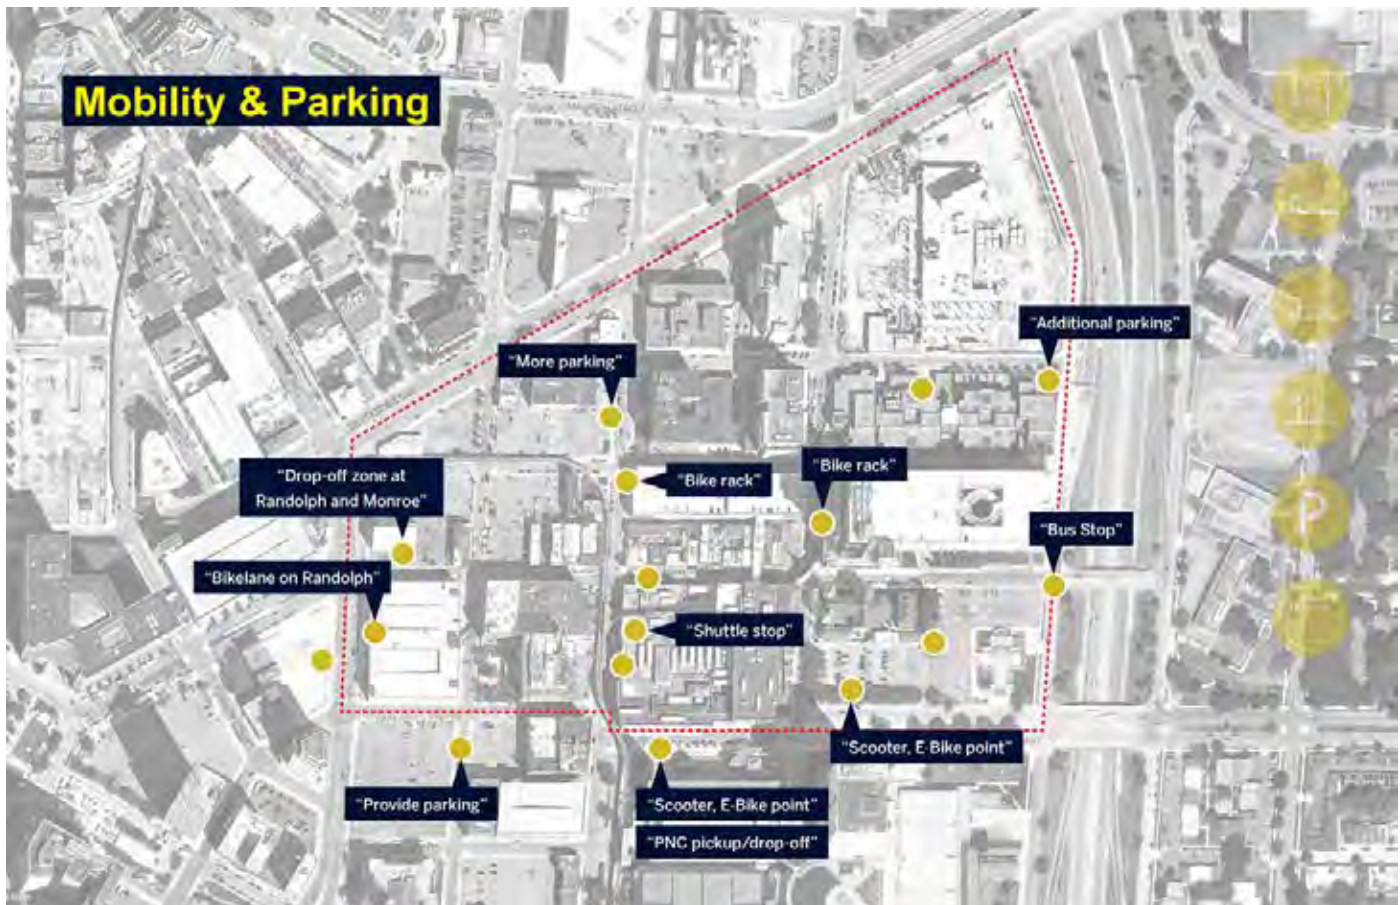 Mobility & Parking
“Additional parking”
“More parking”
“Bike rack”
“Drop-off zone at
Randolph and Monroe”
“Bike rack”
“Bus Stop”
“Bikelane on Randolph”
“Shuttle stop”
“Scooter, E-Bike point”
“Provide parking”
“Scooter, E-Bike point”
“PNC pickup/drop-off”
P